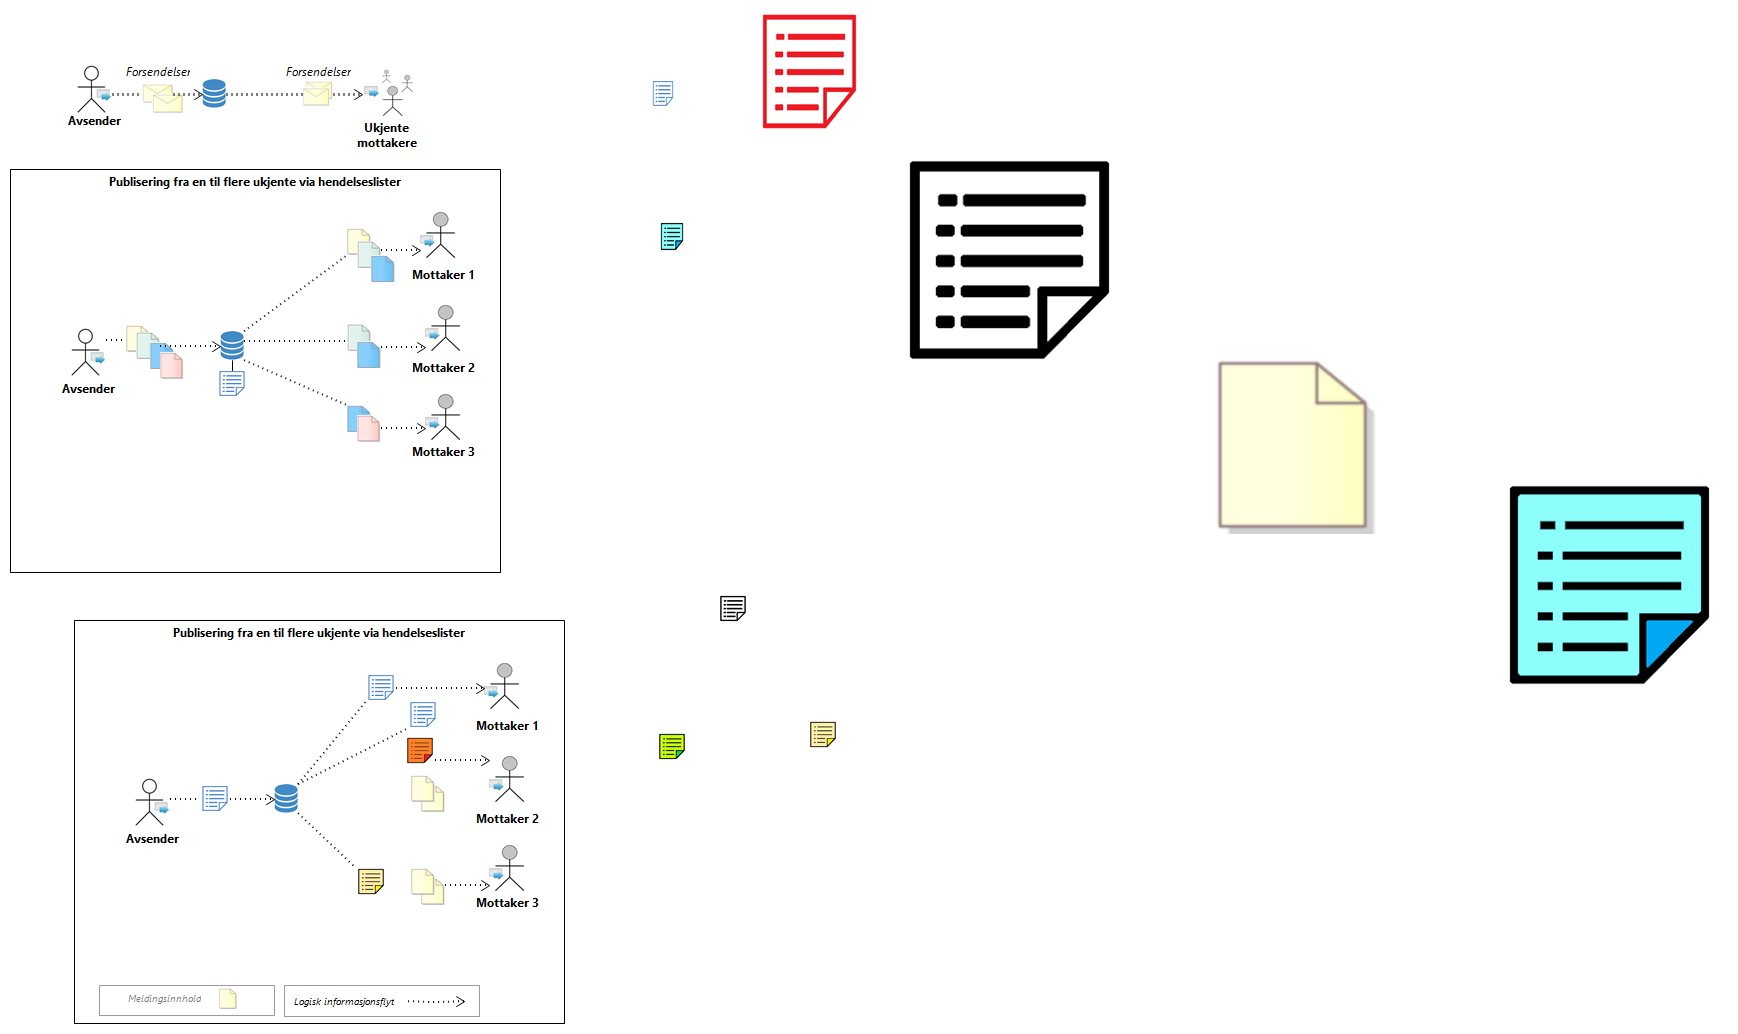 Forsendelser
Forsendelser
Avsender
Ukjente
mottakere
Publisering fra en til flere ukjente via hendelseslister
Mottaker 1
Mottaker 2
Avsender
Mottaker 3
Publisering fra en til flere ukjente via hendelseslister
Mottaker 1
Mottaker 2
Avsender
Mottaker 3
Meldingsinnhold
Logisk informasjonsflyt